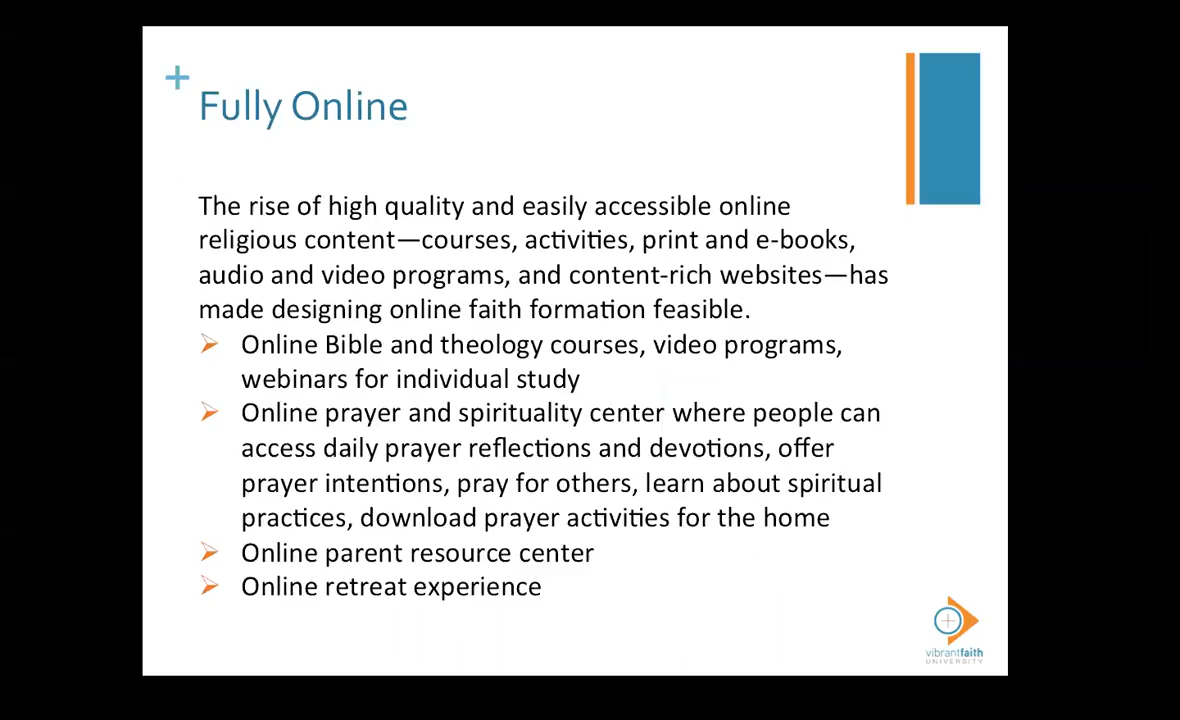 +
Fully Online
The rise of high quality and easily accessible online
religious content—courses, activities, print and e-books,
audio and video programs, and content-rich websites—has
made designing online faith formation feasible.
Online Bible and theology courses, video programs,
webinars for individual study
Online prayer and spirituality center where people can
access daily prayer reflections and devotions, offer
prayer intentions, pray for others, learn about spiritual
practices, download prayer activities for the home
Online parent resource center
Online retreat experience
vibrantfaith
UNIVERSITY